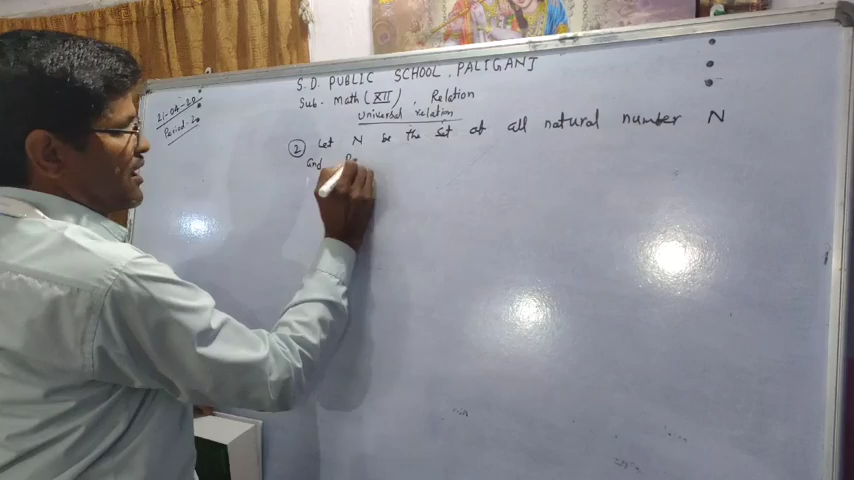 S.D. PUBLIC SCHOOL, PALIGANJ
Sub. Math (XII), Relation
21-04-20
Period-2
Universal relation
② Let N be the set of all natural number N
and